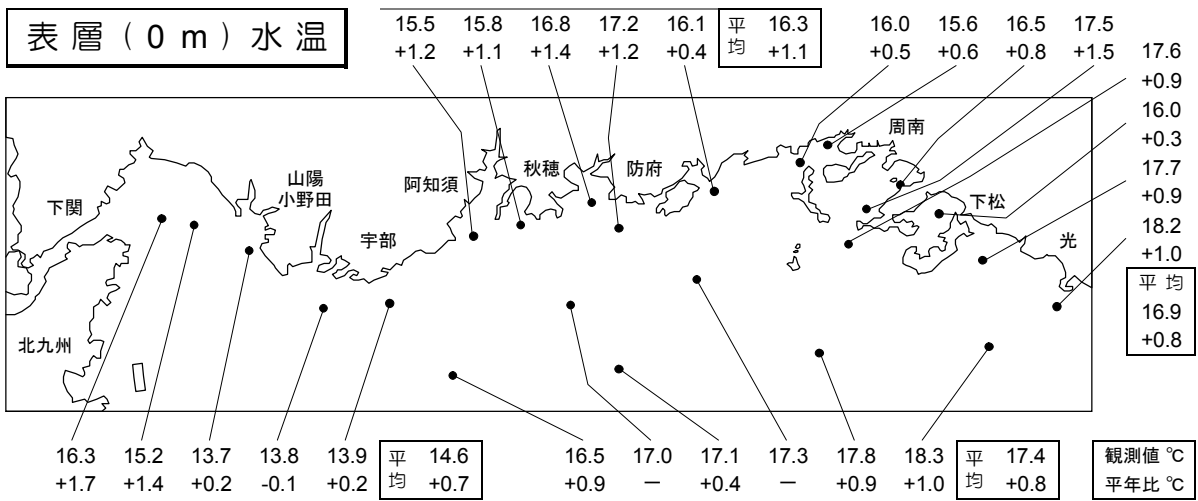 表層(0m)水温
15.5 15.8 16.8 17.2 16.1 平均 16.3
+1.2 +1.1 +1.4 +1.2 +0.4 +1.1
16.0 15.6 16.5 17.5
+0.5 +0.6 +0.8 +1.5
17.6
+0.9
16.0
+0.3
17.7
+0.9
18.2
+1.0
平均
16.9
+0.8
周南
秋穂
防府
阿知須
山陽
小野田
下関
下松
宇部
光
北九州
16.3 15.2 13.7 13.8 13.9 平均 14.6
+1.7 +1.4 +0.2 -0.1 +0.2 +0.7
16.5 17.0 17.1 17.3 17.8 18.3 平均 17.4
+0.9 ー +0.4 ー +0.9 +1.0 +0.8
観測値 ℃
平年比 ℃